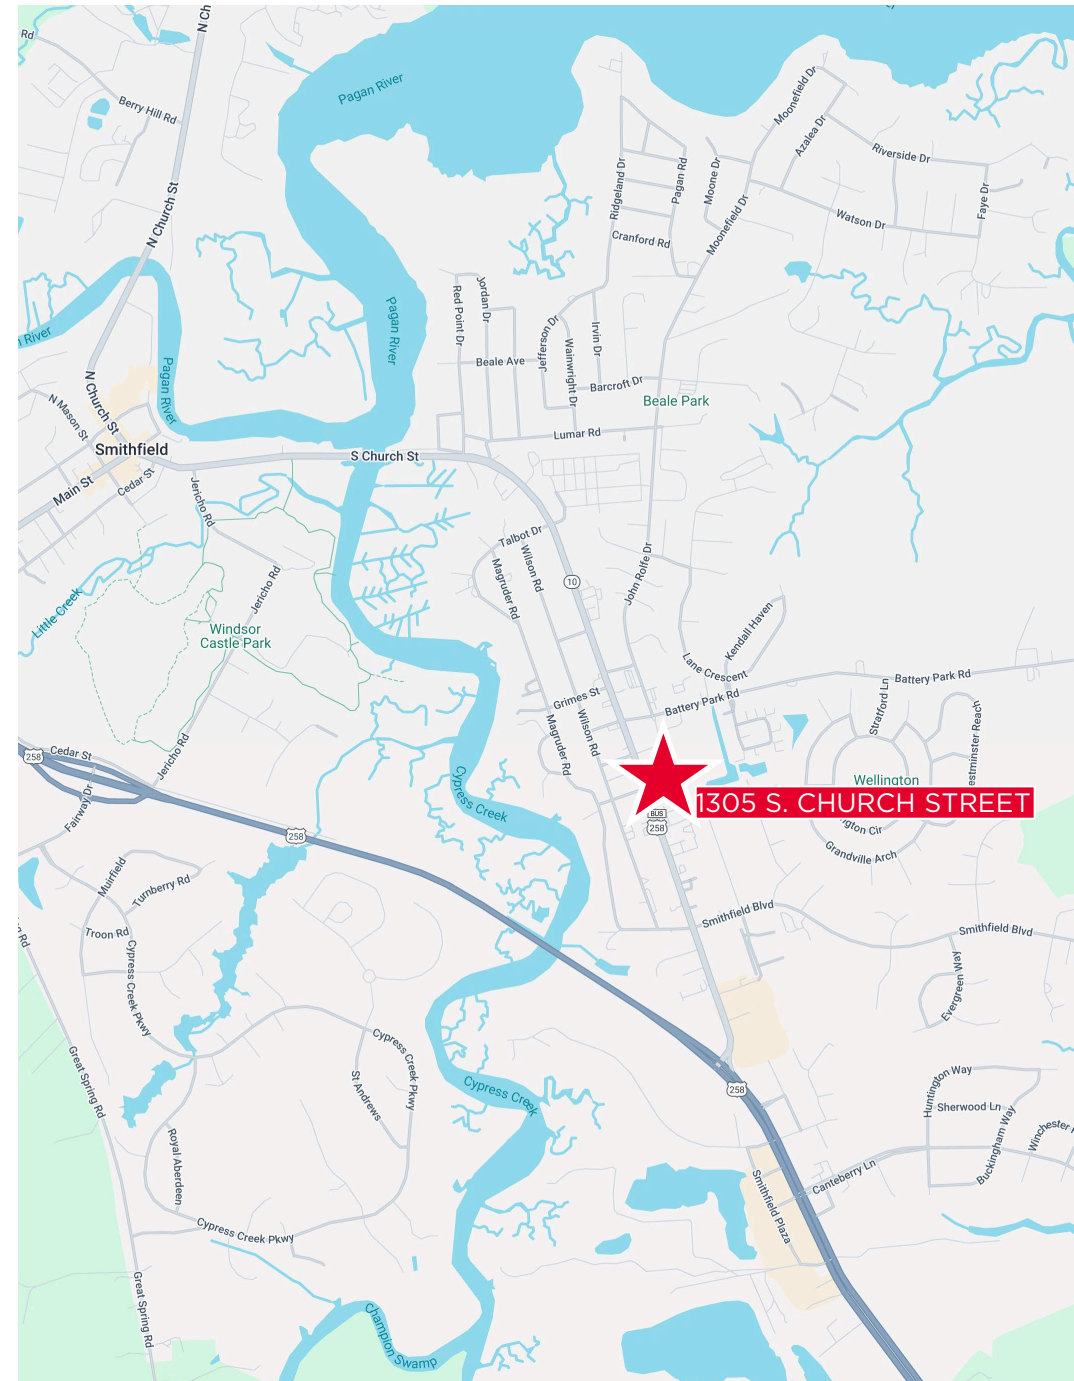 N Ch
Rd
Berry Hill Rd
Pagan River
Moonefield Dr
Azalea Dr
Riverside Dr
N Church St
Ridgeland Dr
Pagan Rd
Moone Dr
Faye Dr
Watson Dr
Moonefield Dr
Cranford Rd
Jordan Dr
Red Point Dr
Pagan River
River
Jefferson Dr
Irvin Dr
Wainwright Dr
Beale Ave
Pagan River
Barcroft Dr
N Church St
Beale Park
N Mason St
Lumar Rd
Smithfield
S Church St
Main St
Cedar St
Jericho Rd
Talbot Dr
Wilson Rd
Magruder Rd
10
John Rolfe Dr
Jericho Rd
Little Creek
Windsor
Castle Park
Kendall Haven
Lane Crescent
Battery Park Rd
Grimes St
Battery Park Rd
Stratford Ln
estminster Reach
Wilson Rd
Magruder Rd
Jericho Rd
258
Cedar St
Cypress Creek
Wellington
1305 S. CHURCH STREET
Fairway Dr
BUS
258
gton Cir
258
Grandville Arch
Muirfield
Turnberry Rd
Smithfield Blvd
Smithfield Blvd
Troon Rd
Rd
Cypress Creek Pkwy
Evergreen Way
Great Spring Rd
Cypress Creek Pkwy
St Andrews
Cypress Creek
258
Huntington Way
Sherwood Ln
Buckingham Way
Winchester
Royal Aberdeen
Canteberry Ln
Smithfield Plaza
Cypress Creek Pkwy
Great Spring Rd
Champion Swamp